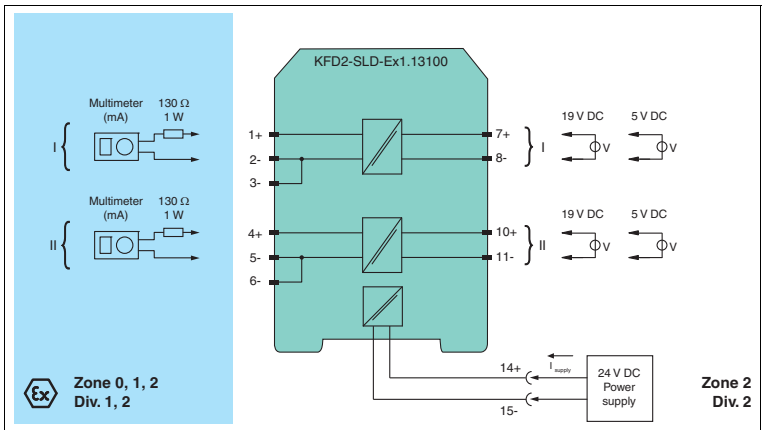 KFD2-SLD-Ex1.13100
Multimeter
(mA)
130 Ω
1 W
I
1+
2-
3-
7+
8-
I
19 V DC
5 V DC
V
V
Multimeter
(mA)
130 Ω
1 W
II
4+
5-
6-
10+
11-
II
19 V DC
5 V DC
V
V
14+
15-
I supply
24 V DC
Power
supply
Ex
Zone 0, 1, 2
Div. 1, 2
Zone 2
Div. 2